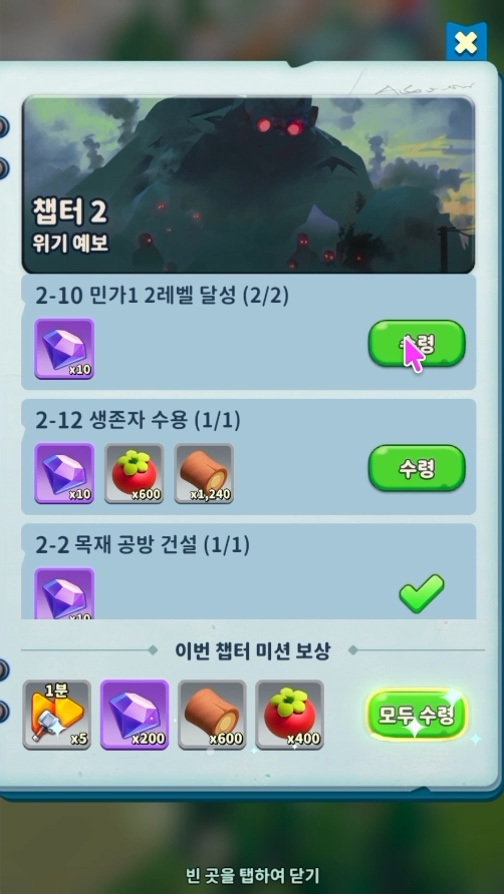 챕터 2
위기 예보
2-10 민가1 2레벨 달성 (2/2)
x10
2-12 생존자 수용 (1/1)
x10
x600
x1,240
수령
2-2 목재 공방 건설 (1/1)
x10
이번 챕터 미션 보상
1분
x5
x200
x600
x400
모두 수령
빈 곳을 탭하여 닫기